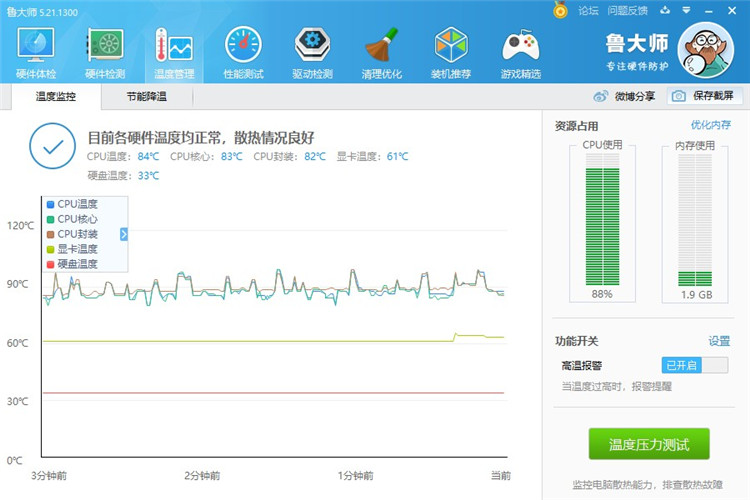 鲁大师 5.21.1300
论坛 问题反馈
硬件体检 硬件检测 温度管理 性能测试 驱动检测 清理优化 装机推荐 游戏精选
鲁大师
专注硬件防护
温度监控 节能降温
微博分享 保存截屏
目前各硬件温度均正常，散热情况良好
CPU温度： 84℃ CPU核心： 83℃ CPU封装： 82℃ 显卡温度： 61℃
硬盘温度： 33℃
CPU温度
CPU核心
CPU封装
显卡温度
硬盘温度
120℃
90℃
60℃
30℃
0℃
3分钟前 2分钟前 1分钟前 当前
资源占用 优化内存
CPU使用 内存使用
88% 1.9 GB
功能开关 设置
高温报警 已开启
当温度过高时，报警提醒
温度压力测试
监控电脑散热能力，排查散热故障